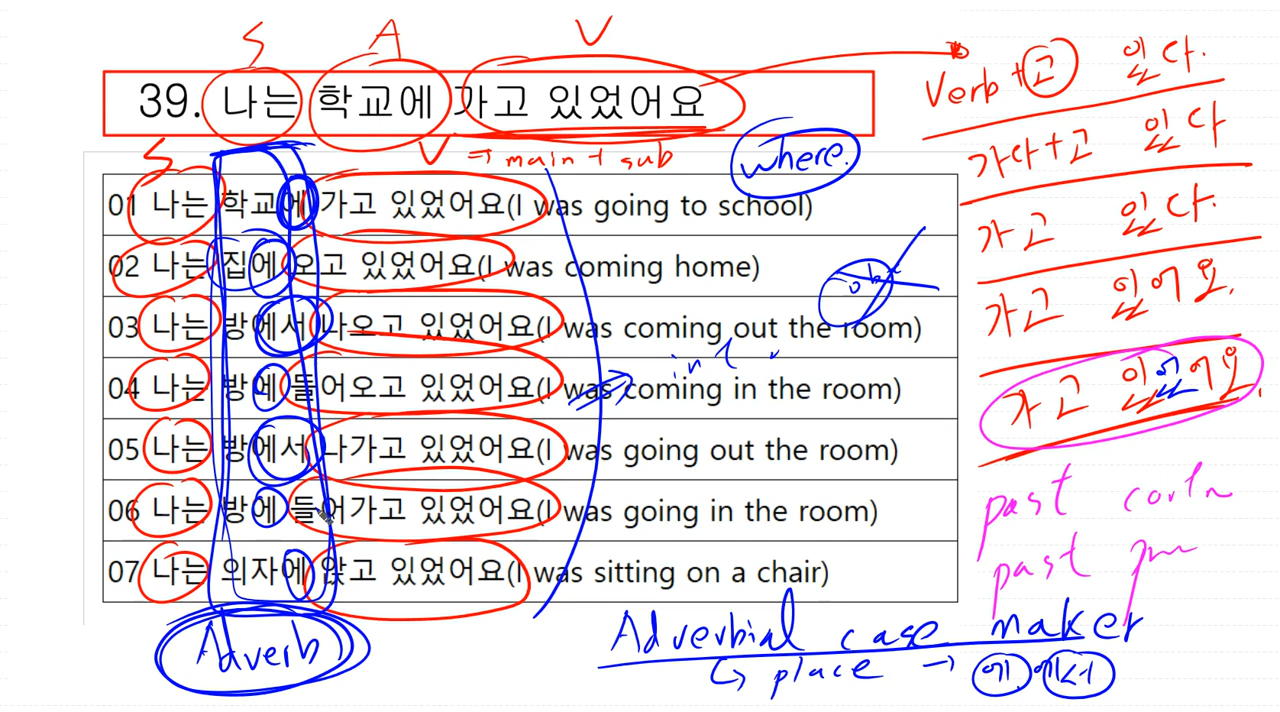 S A V
39. 나는 학교에 가고 있었어요
S V → main + sub
where.
01 나는 학교에 가고 있었어요(I was going to school)
02 나는 집에 오고 있었어요(I was coming home)
obj
03 나는 방에서 나오고 있었어요(I was coming out the room)
04 나는 방에 들어오고 있었어요(I was coming in the room)
05 나는 방에서 나가고 있었어요(I was going out the room)
06 나는 방에 들어가고 있었어요(I was going in the room)
07 나는 의자에 앉고 있었어요(I was sitting on a chair)
Adverb
Adverbial case maker
↳ place → 에. 에서
Verb+고 있다.
가다+고 있다
가고 있다.
가고 있어요.
가고 있었어요.
past
past